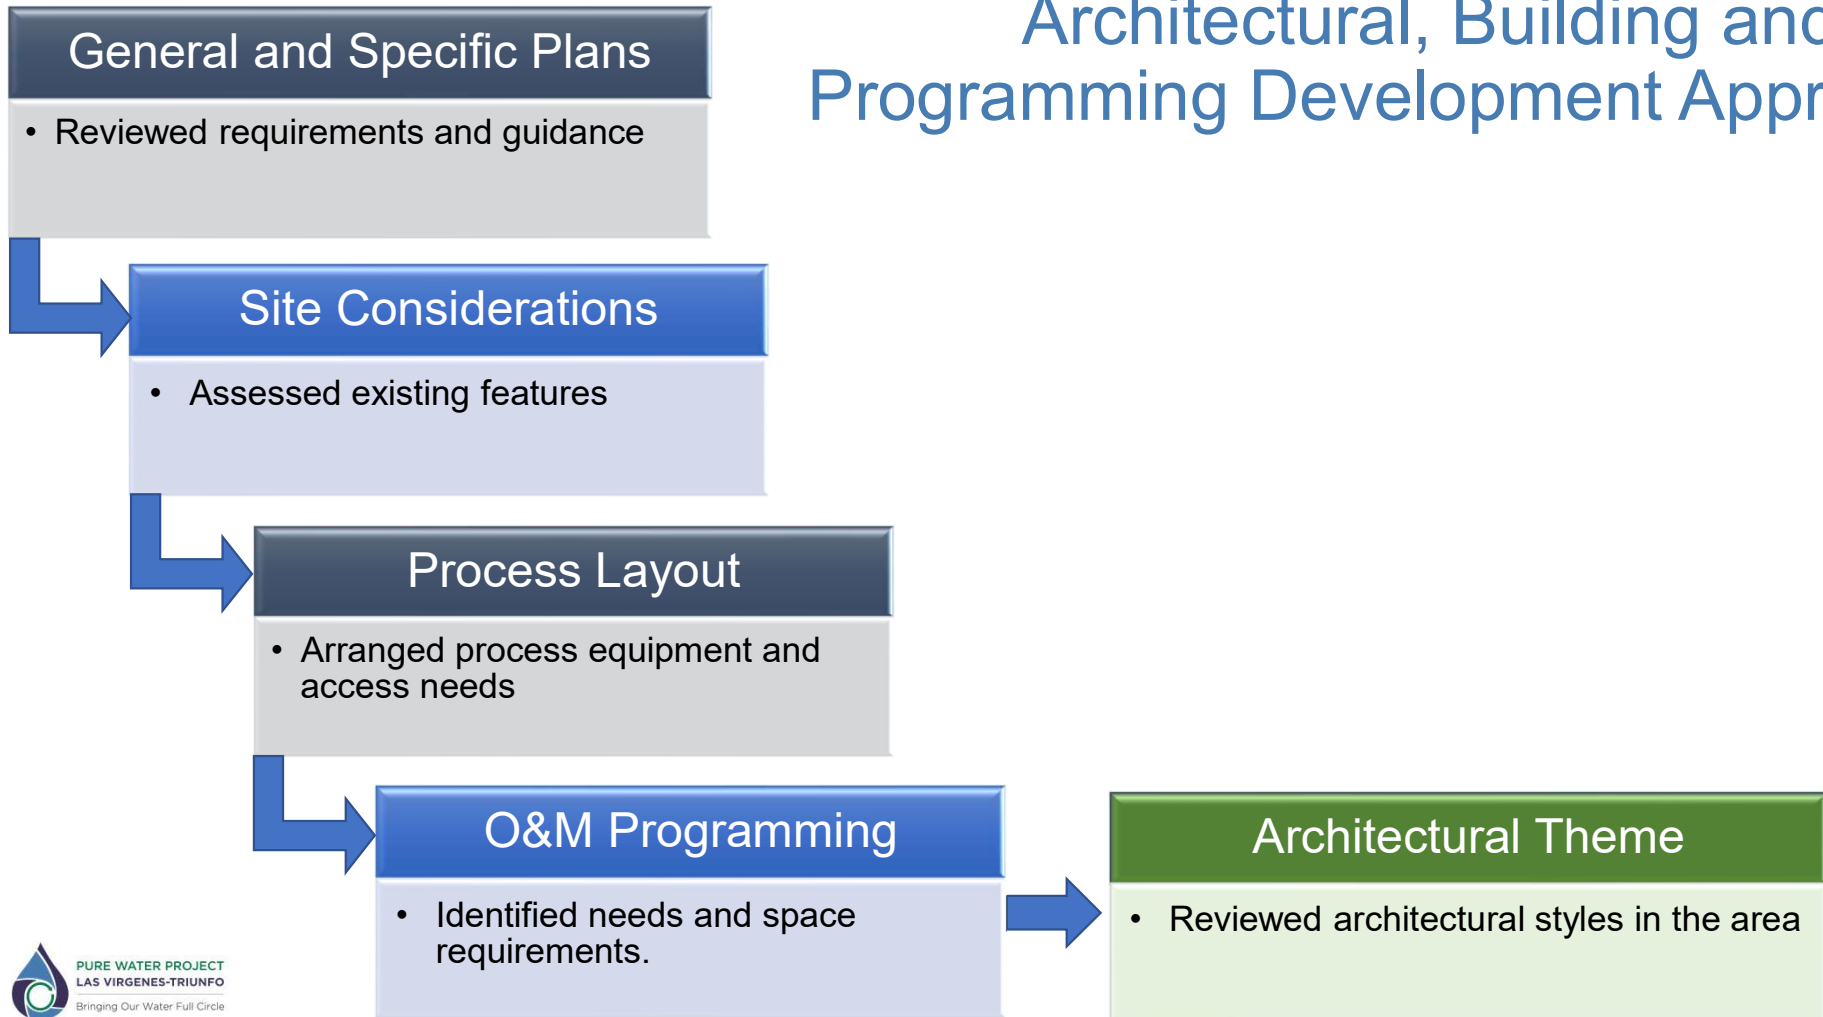 Architectural, Building and
Programming Development Appr
General and Specific Plans
• Reviewed requirements and guidance
Site Considerations
• Assessed existing features
Process Layout
• Arranged process equipment and
access needs
O&M Programming
• Identified needs and space
requirements.
Architectural Theme
• Reviewed architectural styles in the area
PURE WATER PROJECT
LAS VIRGENES-TRIUNFO
Bringing Our Water Full Circle